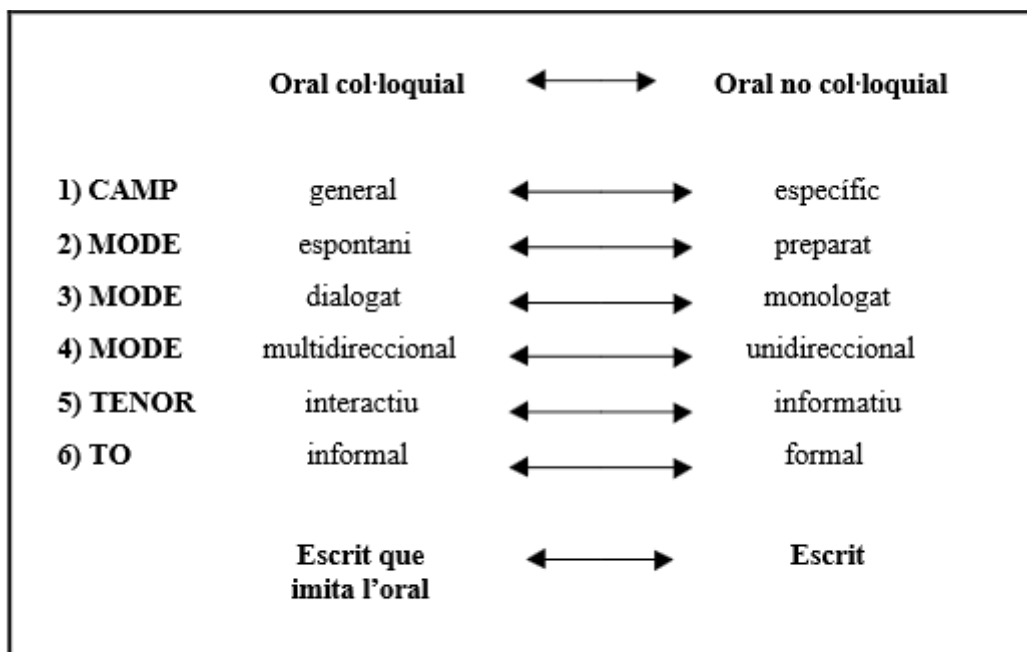 Oral col·loquial Oral no col·loquial
1) CAMP general específic
2) MODE espontani preparat
3) MODE dialogat monologat
4) MODE multidireccional unidireccional
5) TENOR interactiu informatiu
6) TO informal formal
Escrit que Escrit
imita l'oral